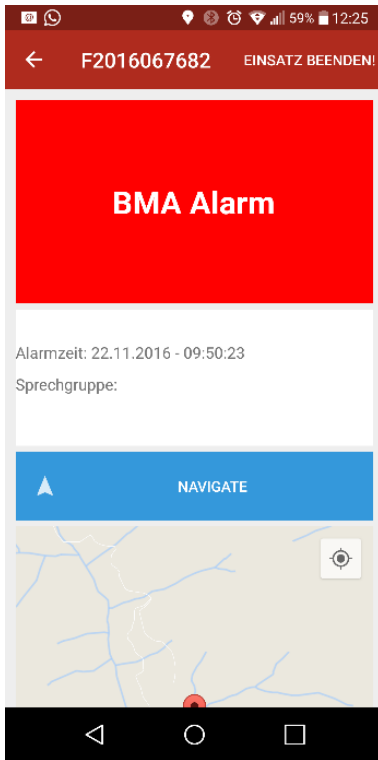 59% 12:25
F2016067682 EINSATZ BEENDEN!
BMA Alarm
Alarmzeit: 22.11.2016 - 09:50:23
Sprechgruppe:
NAVIGATE